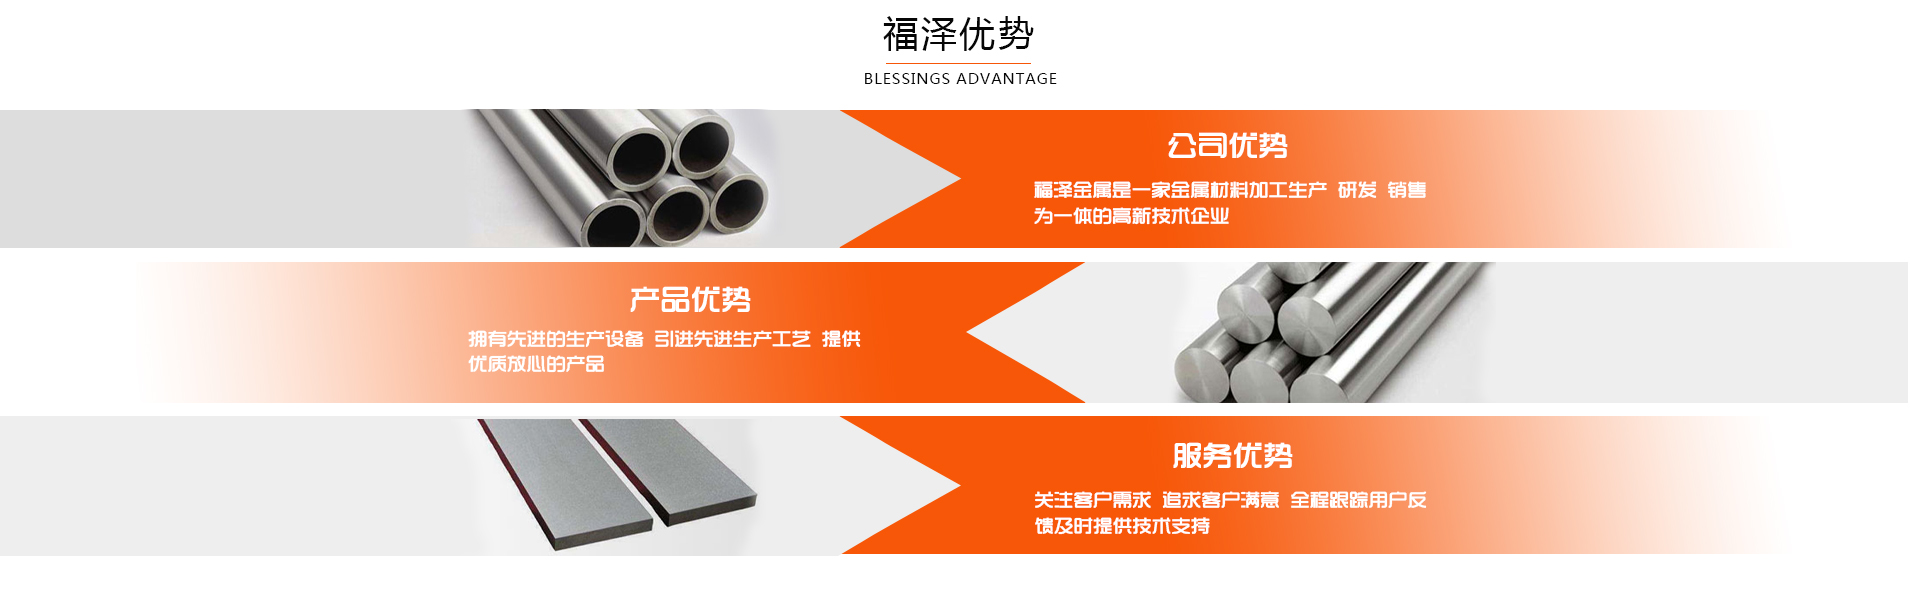 福泽优势
BLESSINGS ADVANTAGE
公司优势
福泽金属是一家金属材料加工生产 研发 销售
为一体的高新技术企业
产品优势
拥有先进的生产设备 引进先进生产工艺 提供
优质放心的产品
服务优势
关注客户需求 追求客户满意 全程跟踪用户反
馈及时提供技术支持